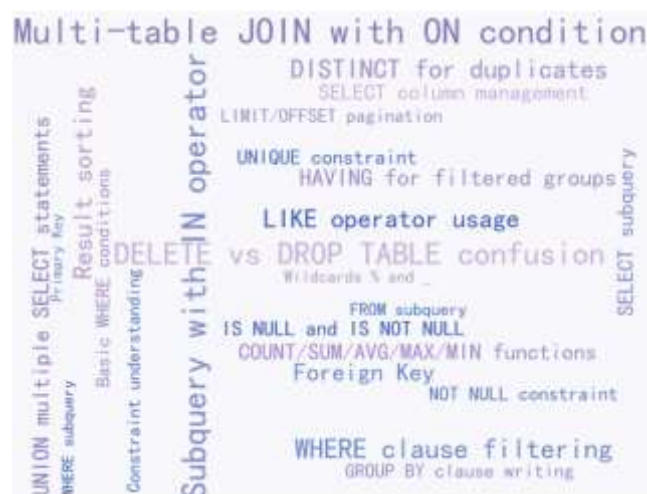 Multi-table JOIN with ON condition
DISTINCT for duplicates
SELECT column management
LIMIT/OFFSET pagination
UNIQUE constraint
HAVING for filtered groups
LIKE operator usage
DELETE vs DROP TABLE confusion
Wildcards % and _
FROM subquery
IS NULL and IS NOT NULL
COUNT/SUM/AVG/MAX/MIN functions
Foreign Key
NOT NULL constraint
WHERE clause filtering
GROUP BY clause writing
UNION multiple SELECT statements
Primary Key
WHERE subquery
Result sorting
Basic WHERE conditions
Constraint understanding
Subquery with IN operator
SELECT subquery